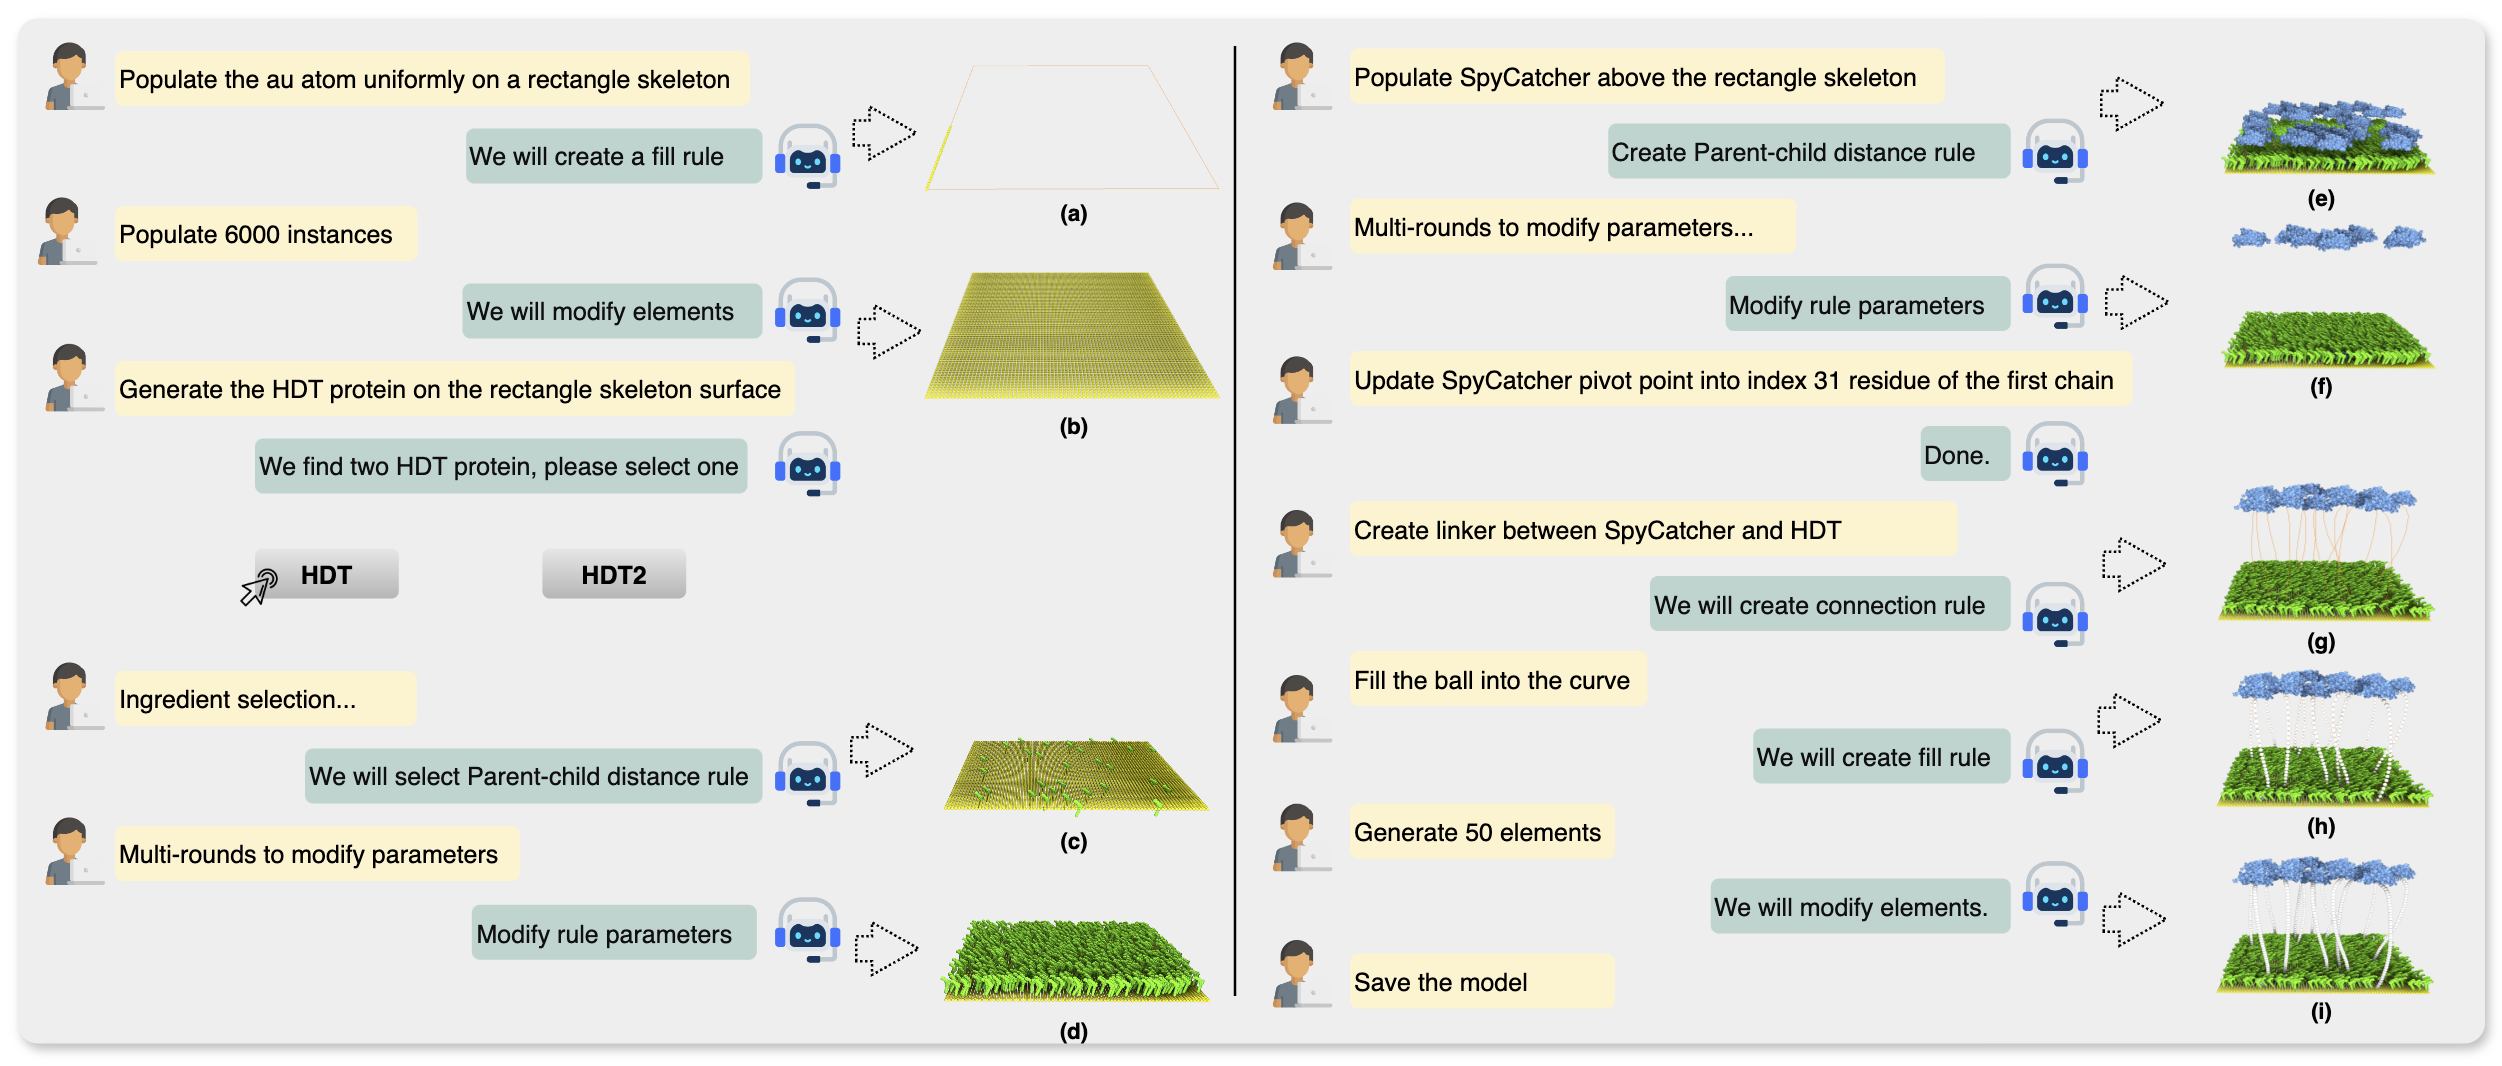 Populate the au atom uniformly on a rectangle skeleton
We will create a fill rule
(a)
Populate 6000 instances
We will modify elements
(b)
Generate the HDT protein on the rectangle skeleton surface
We find two HDT protein, please select one
HDT
HDT2
Ingredient selection...
We will select Parent-child distance rule
(c)
Multi-rounds to modify parameters
Modify rule parameters
(d)
Populate SpyCatcher above the rectangle skeleton
Create Parent-child distance rule
(e)
Multi-rounds to modify parameters...
Modify rule parameters
(f)
Update SpyCatcher pivot point into index 31 residue of the first chain
Done.
Create linker between SpyCatcher and HDT
We will create connection rule
(g)
Fill the ball into the curve
We will create fill rule
(h)
Generate 50 elements
We will modify elements.
(i)
Save the model